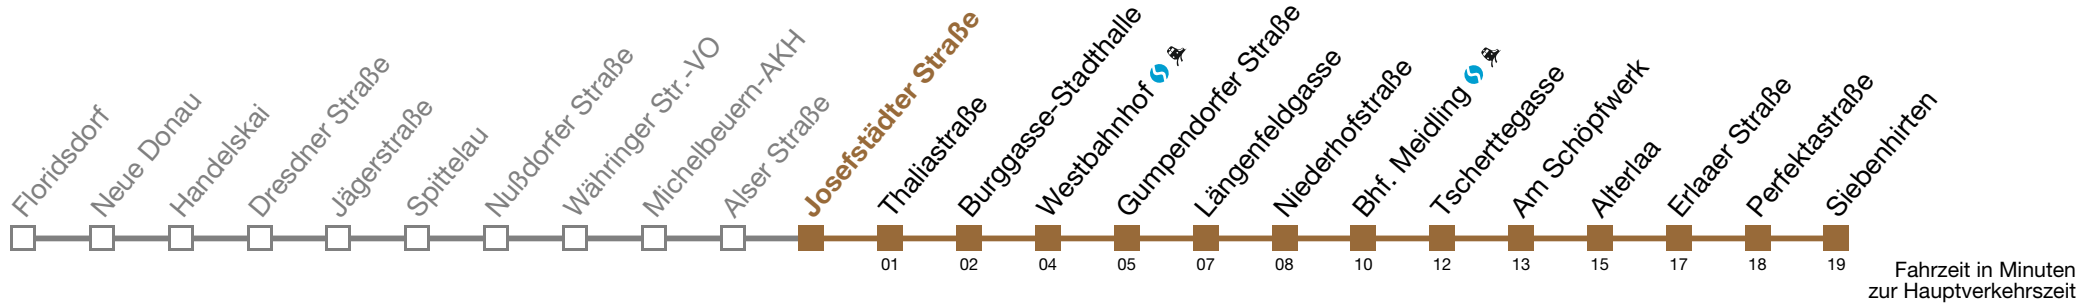 Floridsdorf
Neue Donau
Handelskai
Dresdner Straße
Jägerstraße
Spittelau
Nußdorfer Straße
Währinger Str.-VO
Michelbeuern-AKH
Alser Straße
Josefstädter Straße
Thaliastraße
Burggasse-Stadthalle
Westbahnhof
Gumpendorfer Straße
Längenfeldgasse
Niederhofstraße
Bhf. Meidling
Tscherttegasse
Am Schöpfwerk
Alterlaa
Erlaaer Straße
Perfektastraße
Siebenhirten
01 02 04 05 07 08 10 12 13 15 17 18 19
Fahrzeit in Minuten
zur Hauptverkehrszeit